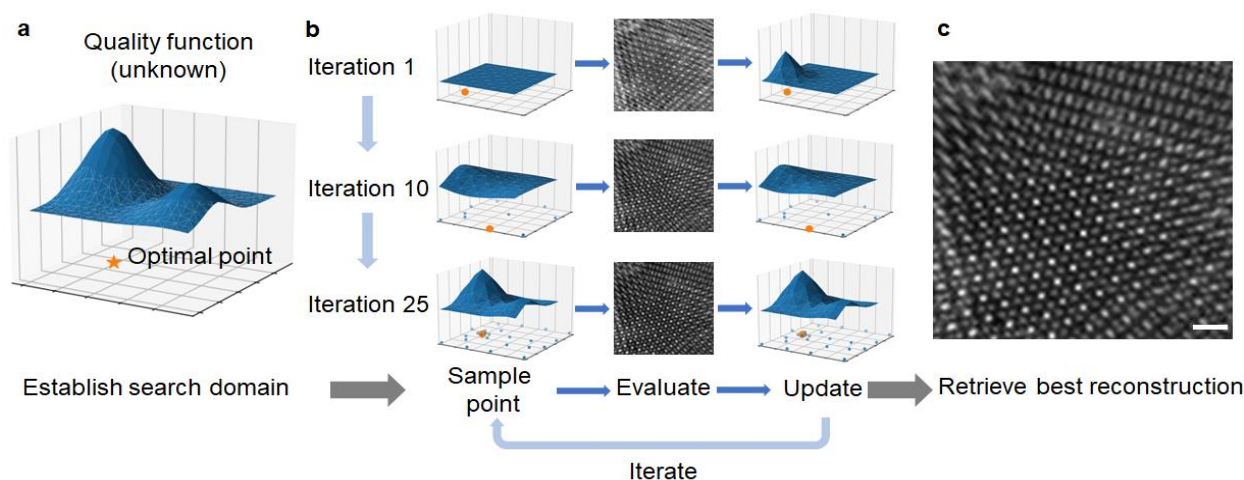 a
Quality function
(unknown)
Optimal point
Establish search domain
b
Iteration 1
Iteration 10
Iteration 25
Sample
point
Evaluate
Update
Iterate
c
Retrieve best reconstruction